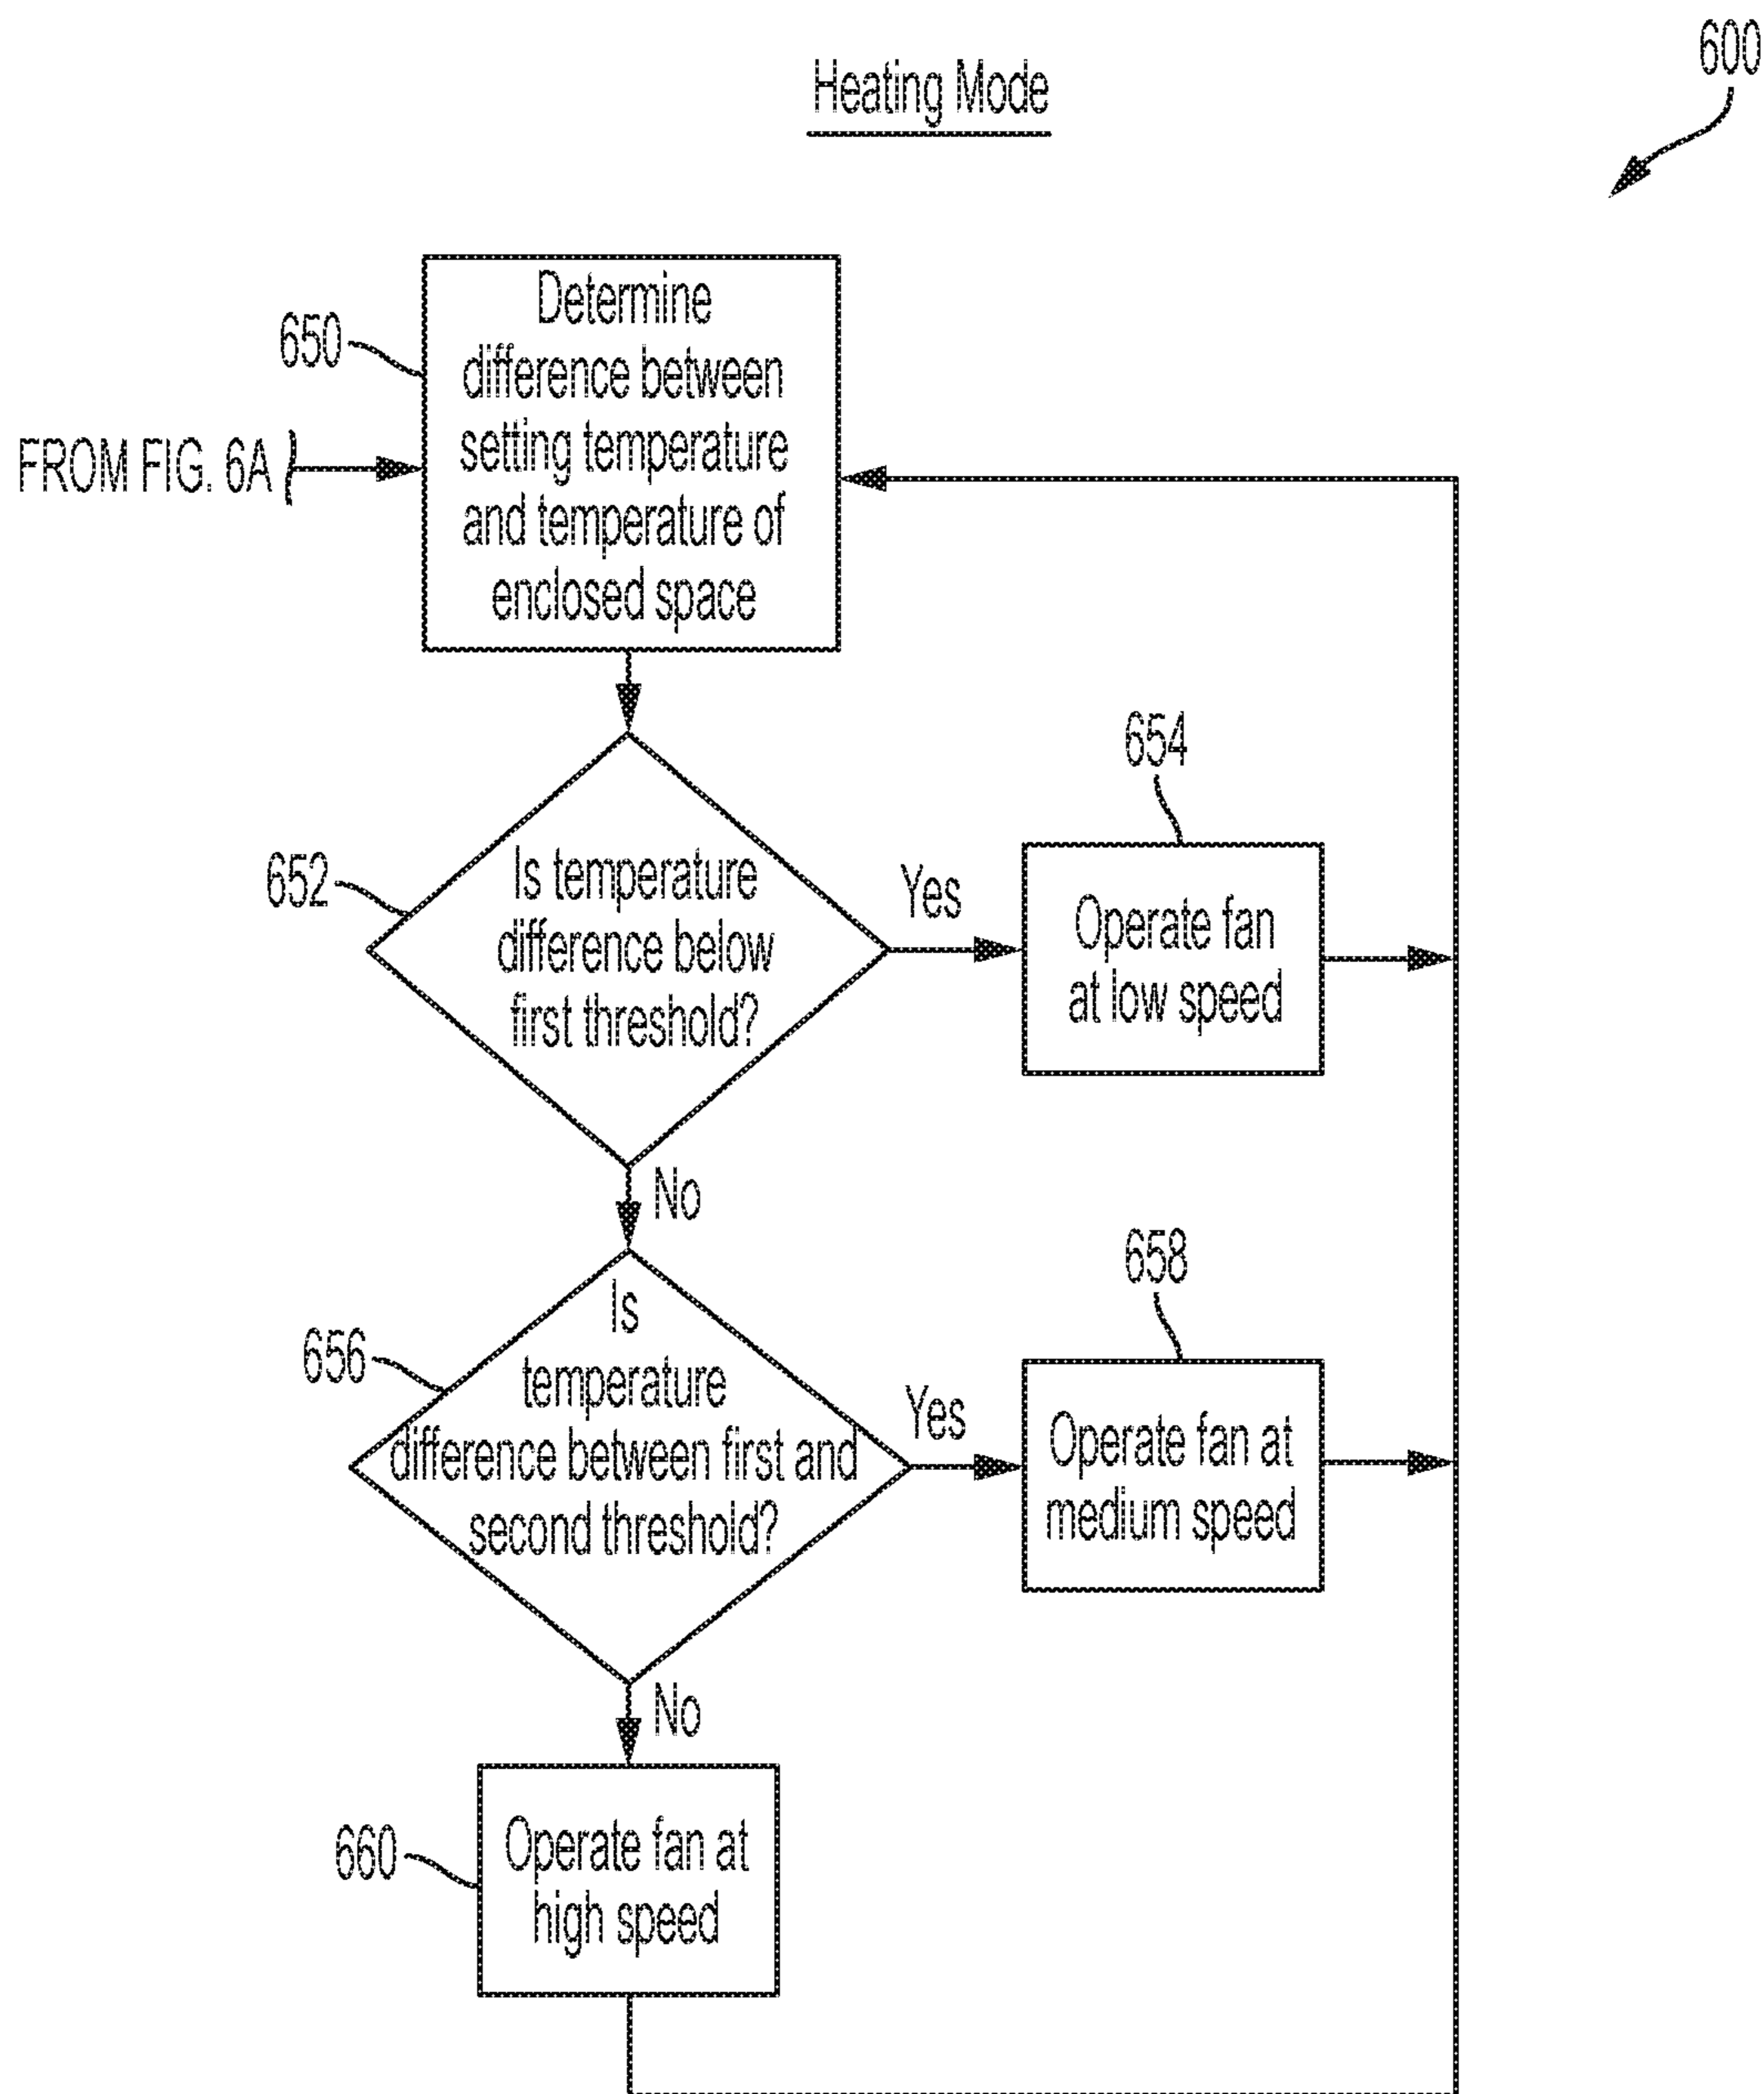 Heating Mode
600
650
Determine
difference between
setting temperature
and temperature of
enclosed space
FROM FIG. 6A
652
Is temperature
difference below
first threshold?
Yes
654
Operate fan
at low speed
No
656
Is
temperature
difference between first and
second threshold?
Yes
658
Operate fan at
medium speed
No
660
Operate fan at
high speed